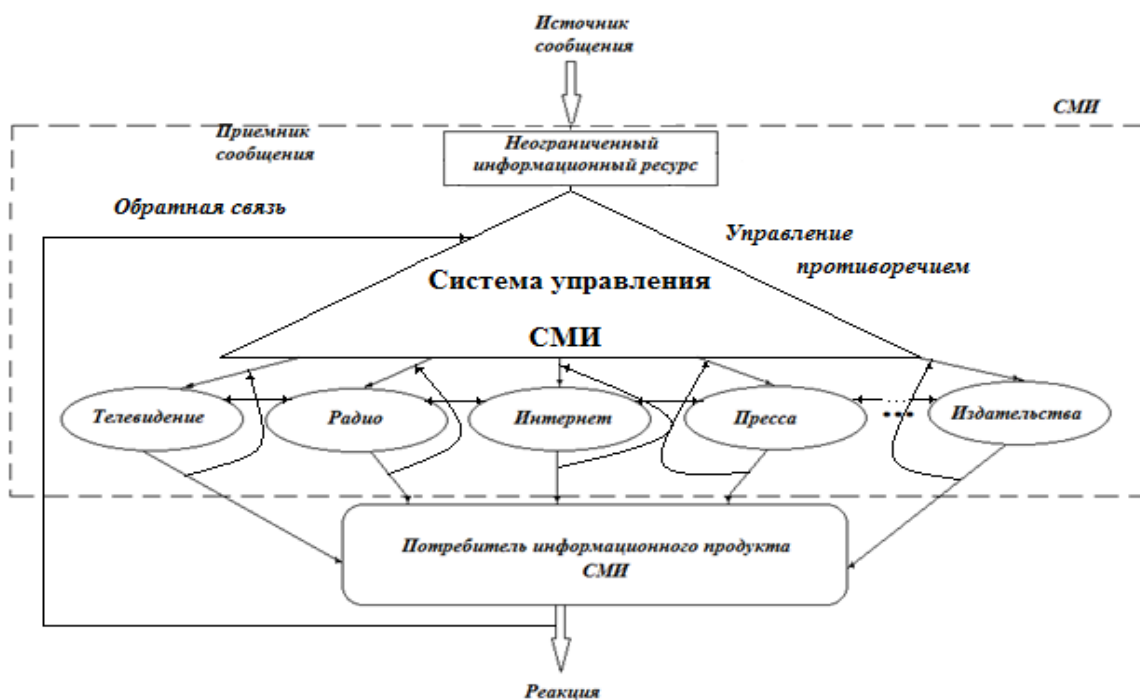 Источник
сообщения
СМИ
Приемник
сообщения
Неограниченный
информационный ресурс
Обратная связь
Управление
противоречием
Система управления
СМИ
Телевидение
Радио
Интернет
Пресса
...
Издательства
Потребитель информационного продукта
СМИ
Реакция